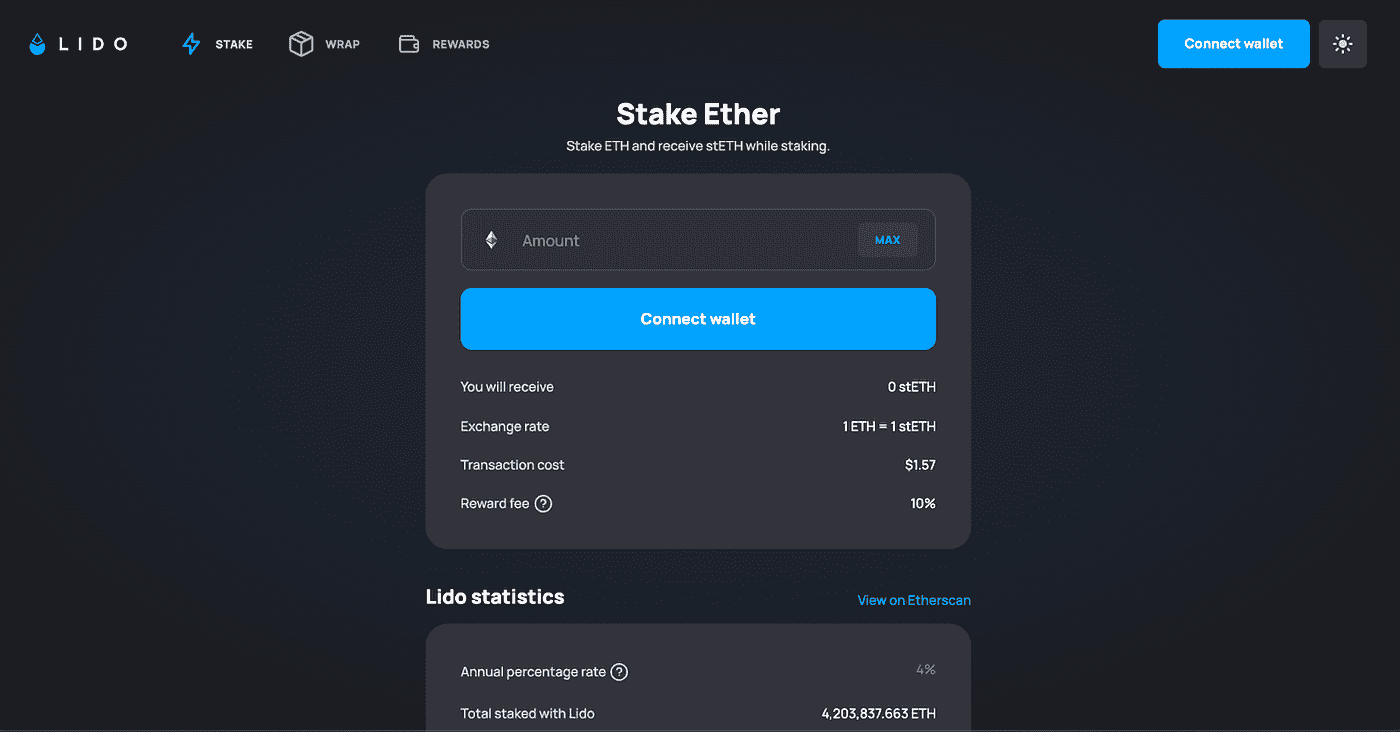 LIDO STAKE WRAP REWARDS Connect wallet
Stake Ether
Stake ETH and receive stETH while staking.
Amount MAX
Connect wallet
You will receive 0 stETH
Exchange rate 1 ETH = 1 stETH
Transaction cost $1.57
Reward fee ? 10%
Lido statistics View on Etherscan
Annual percentage rate ? 4%
Total staked with Lido 4,203,837.663 ETH